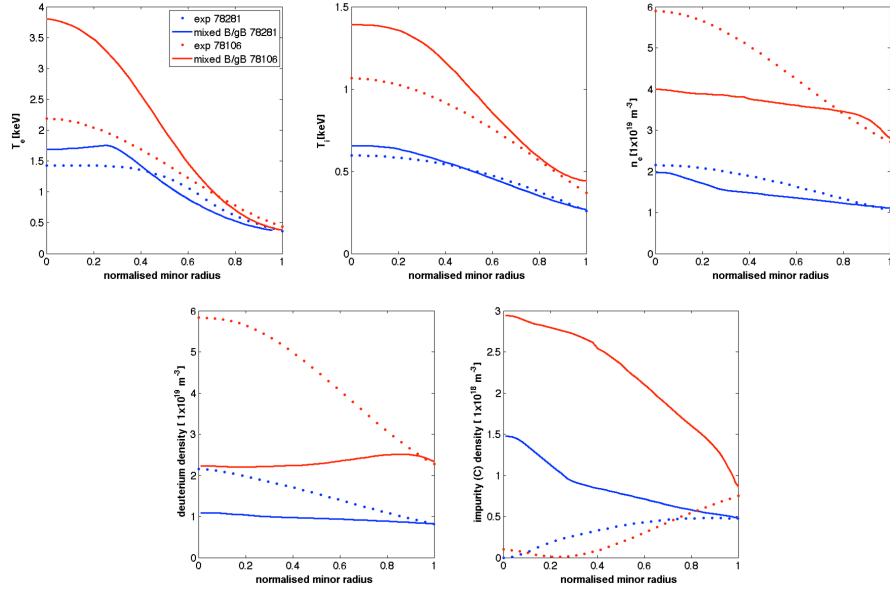 exp 78281
mixed B/gB 78281
exp 78106
mixed B/gB 78106
T_e[keV]
4
3.5
3
2.5
2
1.5
1
0.5
0
0 0.2 0.4 0.6 0.8 1
normalised minor radius
T_i[keV]
1.5
1
0.5
0
0 0.2 0.4 0.6 0.8 1
normalised minor radius
n_e [1x10^19 m^-3]
6
5
4
3
2
1
0
0 0.2 0.4 0.6 0.8 1
normalised minor radius
deuterium density [ 1x10^19 m^-3]
6
5
4
3
2
1
0
0 0.2 0.4 0.6 0.8 1
normalised minor radius
impurity (C) density [ 1x10^18 m^-3]
3
2.5
2
1.5
1
0.5
0
0 0.2 0.4 0.6 0.8 1
normalised minor radius